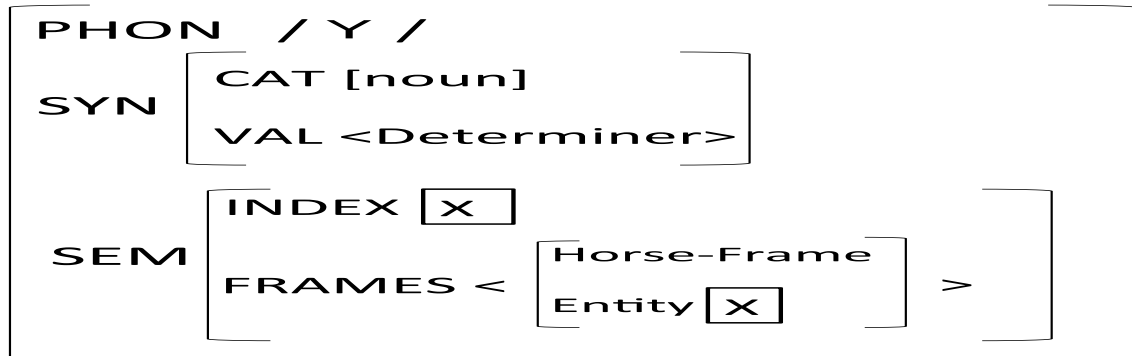 PHON / Y /
SYN
CAT [noun]
VAL <Determiner>
SEM
INDEX X
FRAMES < Horse-Frame
Entity X >